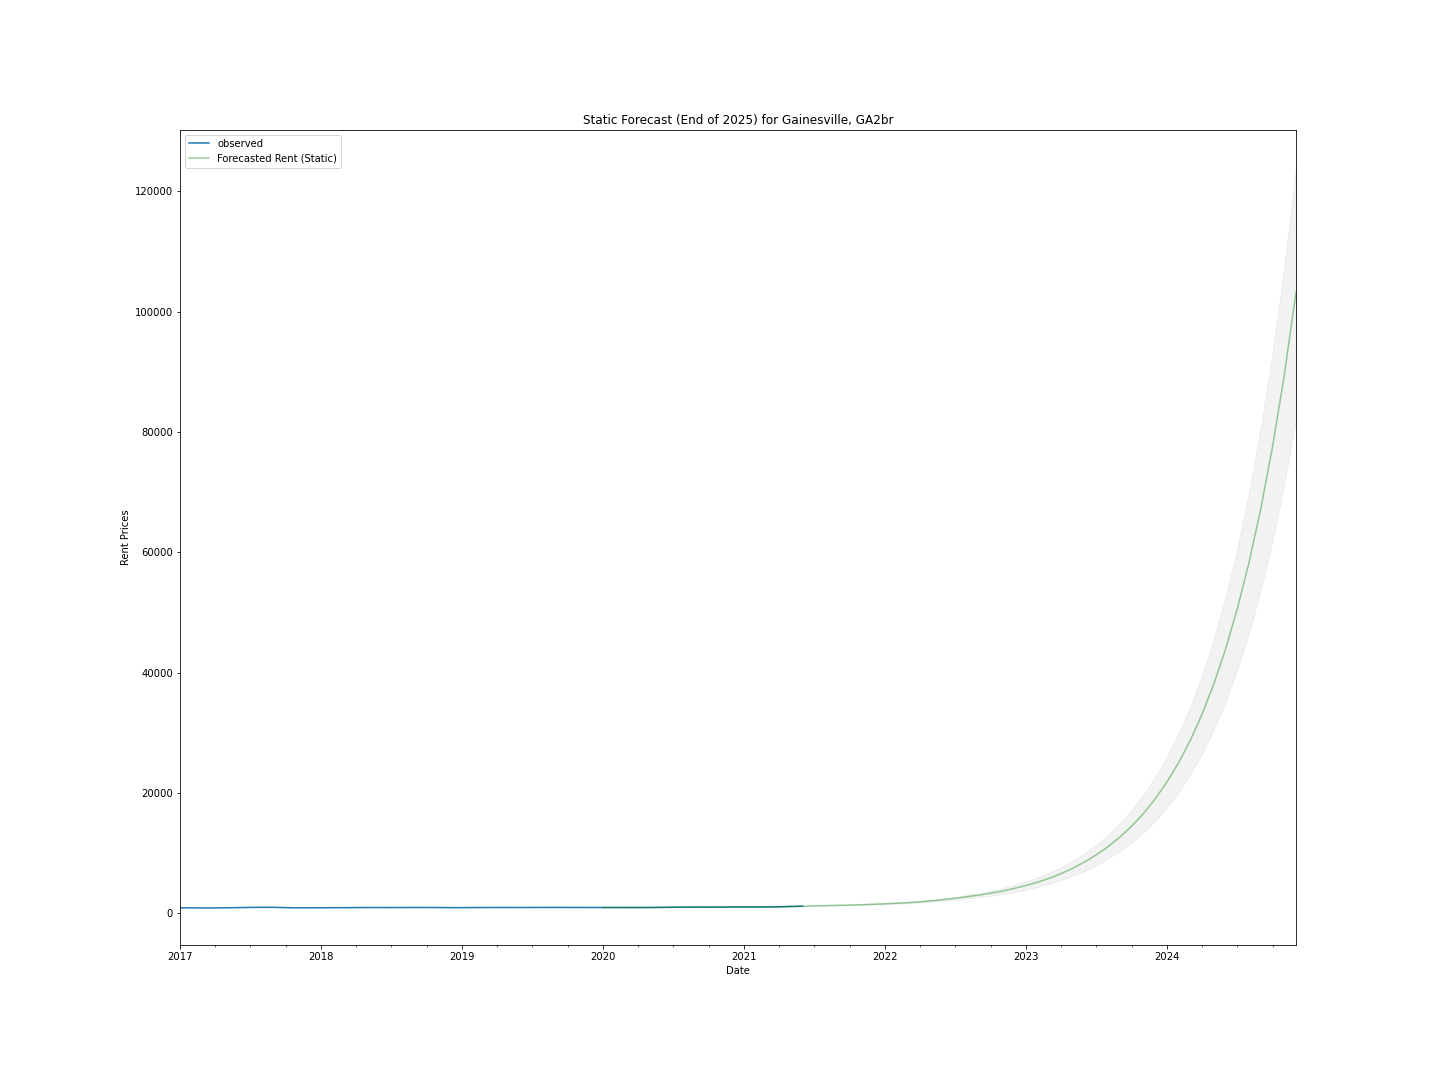 Static Forecast (End of 2025) for Gainesville, GA2br
observed
Forecasted Rent (Static)
120000
100000
80000
60000
40000
20000
0
Rent Prices
2017 2018 2019 2020 2021 2022 2023 2024
Date